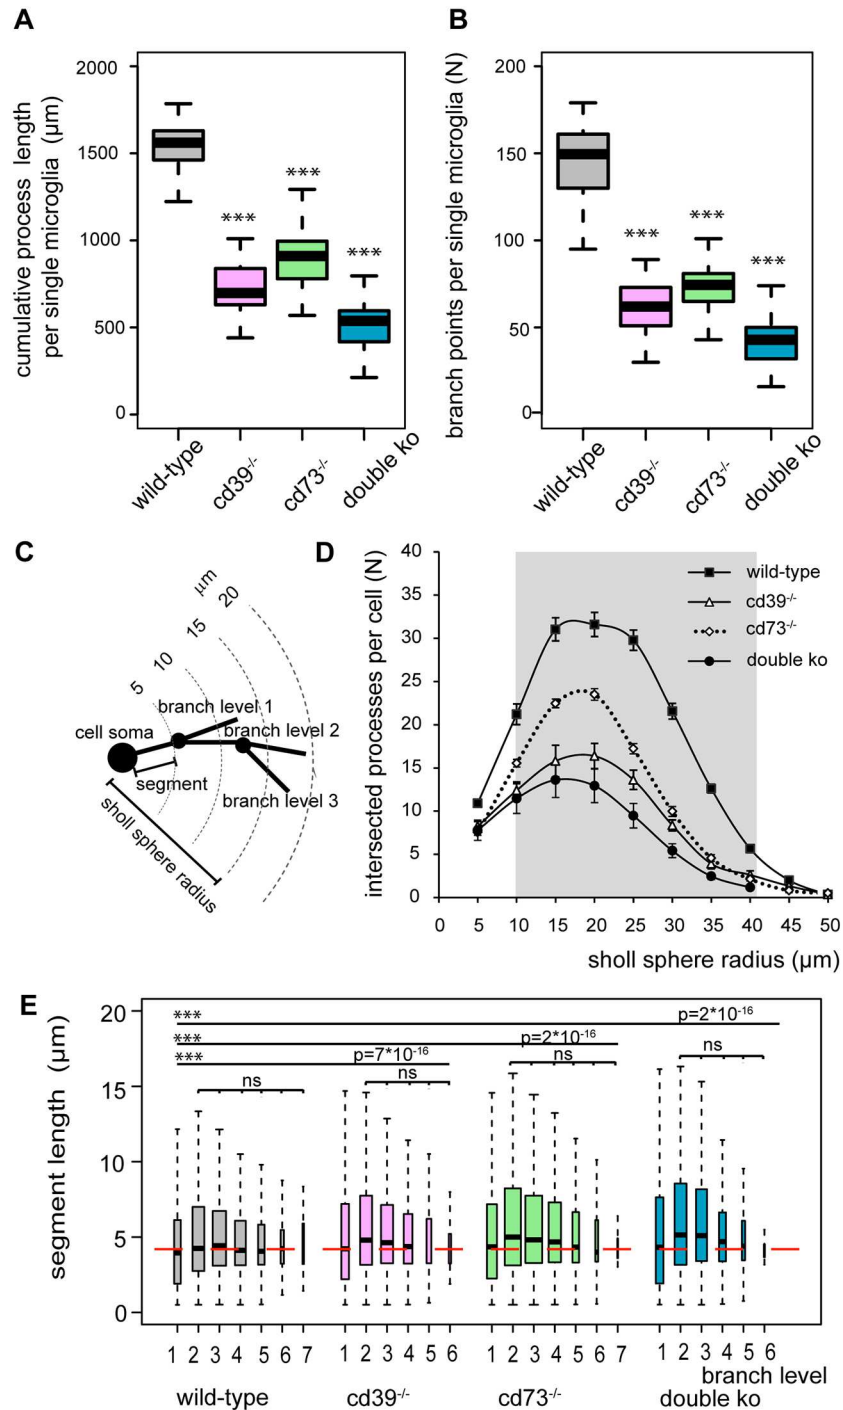 A
cumulative process length
per single microglia (µm)
2000
1500
1000
500
0
***
***
***
wild-type
cd39-/-
cd73-/-
double ko
B
branch points per single microglia (N)
200
150
100
50
0
***
***
***
wild-type
cd39-/-
cd73-/-
double ko
C
µm
20
15
10
5
cell soma
branch level 1
branch level 2
segment
branch level 3
sholl sphere radius
D
intersected processes per cell (N)
40
35
30
25
20
15
10
5
0
wild-type
cd39-/-
cd73-/-
double ko
0 5 10 15 20 25 30 35 40 45 50
sholl sphere radius (µm)
E
segment length (µm)
20
15
10
5
0
*** p=2*10-16
*** p=2*10-16
*** p=7*10-16
ns
ns
ns
ns
1 2 3 4 5 6 7 1 2 3 4 5 6 1 2 3 4 5 6 7 1 2 3 4 5 6
branch level
wild-type cd39-/- cd73-/- double ko